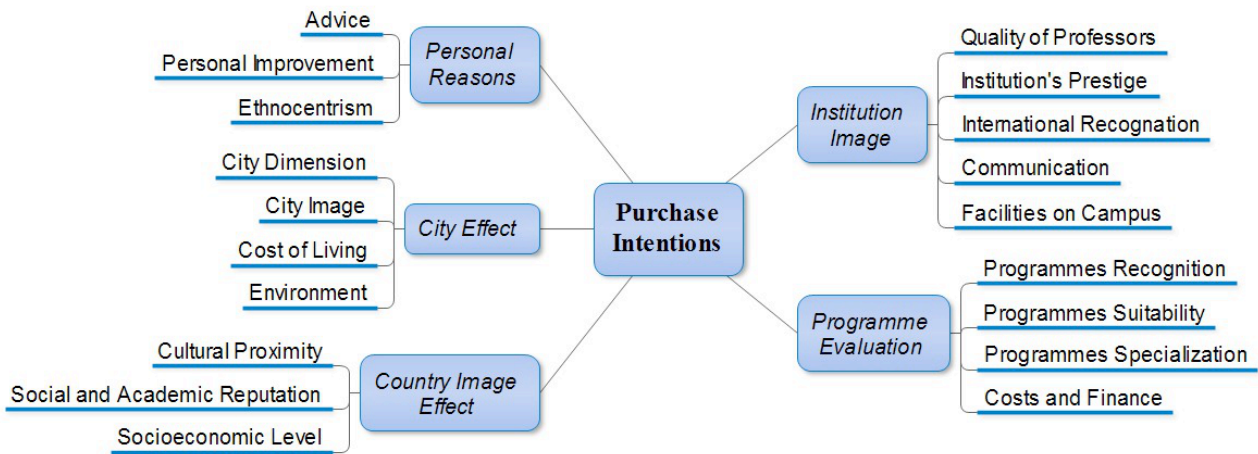 Advice
Personal Improvement
Ethnocentrism
Personal
Reasons
City Dimension
City Image
Cost of Living
Environment
City Effect
Cultural Proximity
Social and Academic Reputation
Socioeconomic Level
Country Image
Effect
Purchase
Intentions
Institution
Image
Quality of Professors
Institution's Prestige
International Recognation
Communication
Facilities on Campus
Programme
Evaluation
Programmes Recognition
Programmes Suitability
Programmes Specialization
Costs and Finance